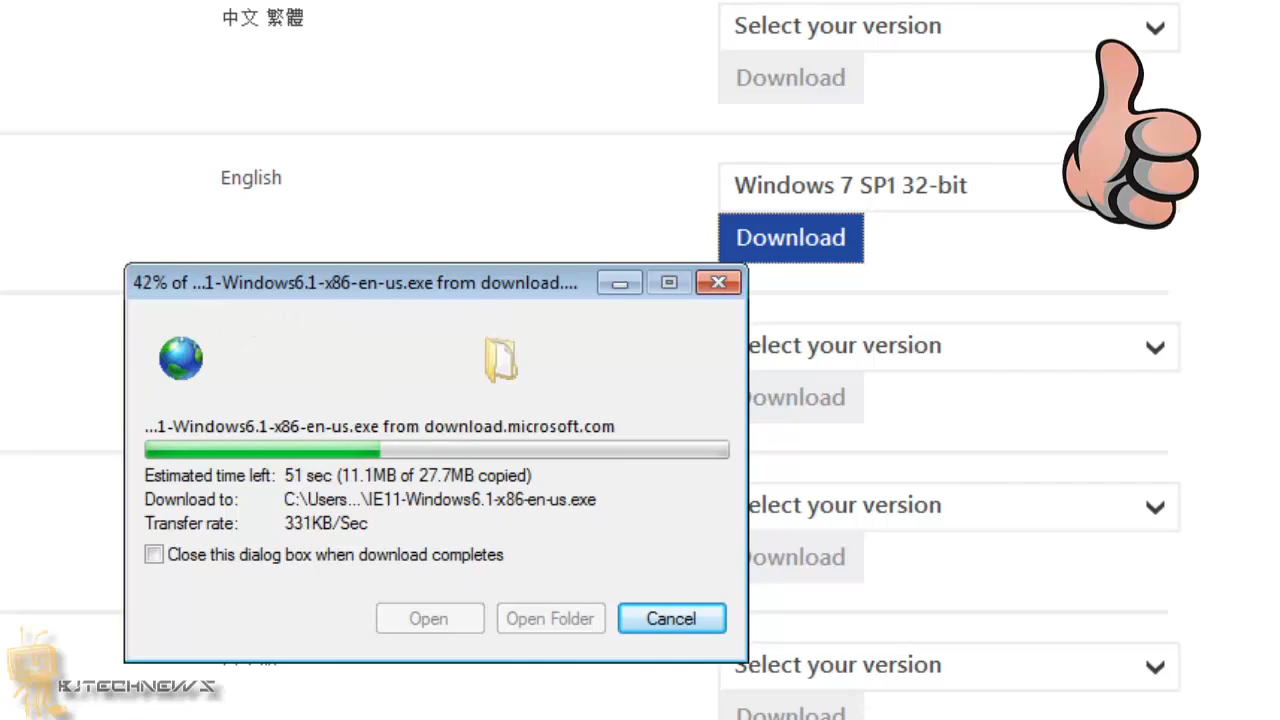 中文 繁體
Select your version
Download
English
Windows 7 SP1 32-bit
Download
42% of ...1-Windows6.1-x86-en-us.exe from download....
...1-Windows6.1-x86-en-us.exe from download.microsoft.com
Estimated time left: 51 sec (11.1MB of 27.7MB copied)
Download to: C:\Users...\IE11-Windows6.1-x86-en-us.exe
Transfer rate: 331KB/Sec
Close this dialog box when download completes
Open
Open Folder
Cancel
elect your version
ownload
elect your version
ownload
Select your version
Download
KJTECHNEWS